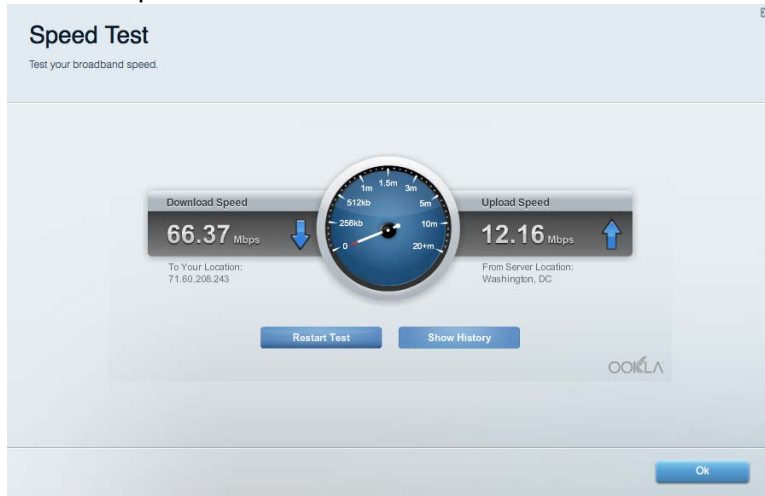 Speed Test
Test your broadband speed.
Download Speed
66.37 Mbps
To Your Location:
71.60.208.243
0
256kb
512kb
1m
1.5m
3m
5m
10m
20+m
Upload Speed
12.16 Mbps
From Server Location:
Washington, DC
Restart Test
Show History
OOKLA
Ok